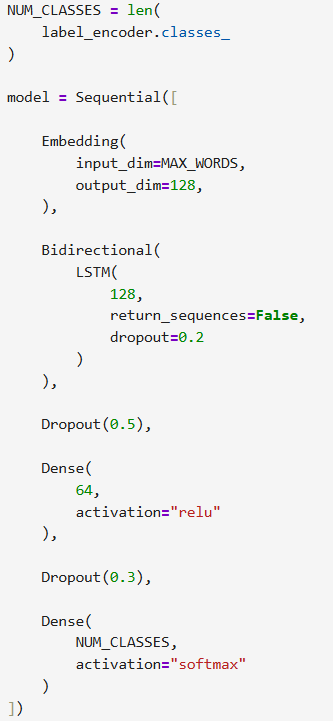 NUM_CLASSES = len(
    label_encoder.classes_
)

model = Sequential([

    Embedding(
        input_dim=MAX_WORDS,
        output_dim=128,
    ),

    Bidirectional(
        LSTM(
            128,
            return_sequences=False,
            dropout=0.2
        )
    ),

    Dropout(0.5),

    Dense(
        64,
        activation="relu"
    ),

    Dropout(0.3),

    Dense(
        NUM_CLASSES,
        activation="softmax"
    )
])